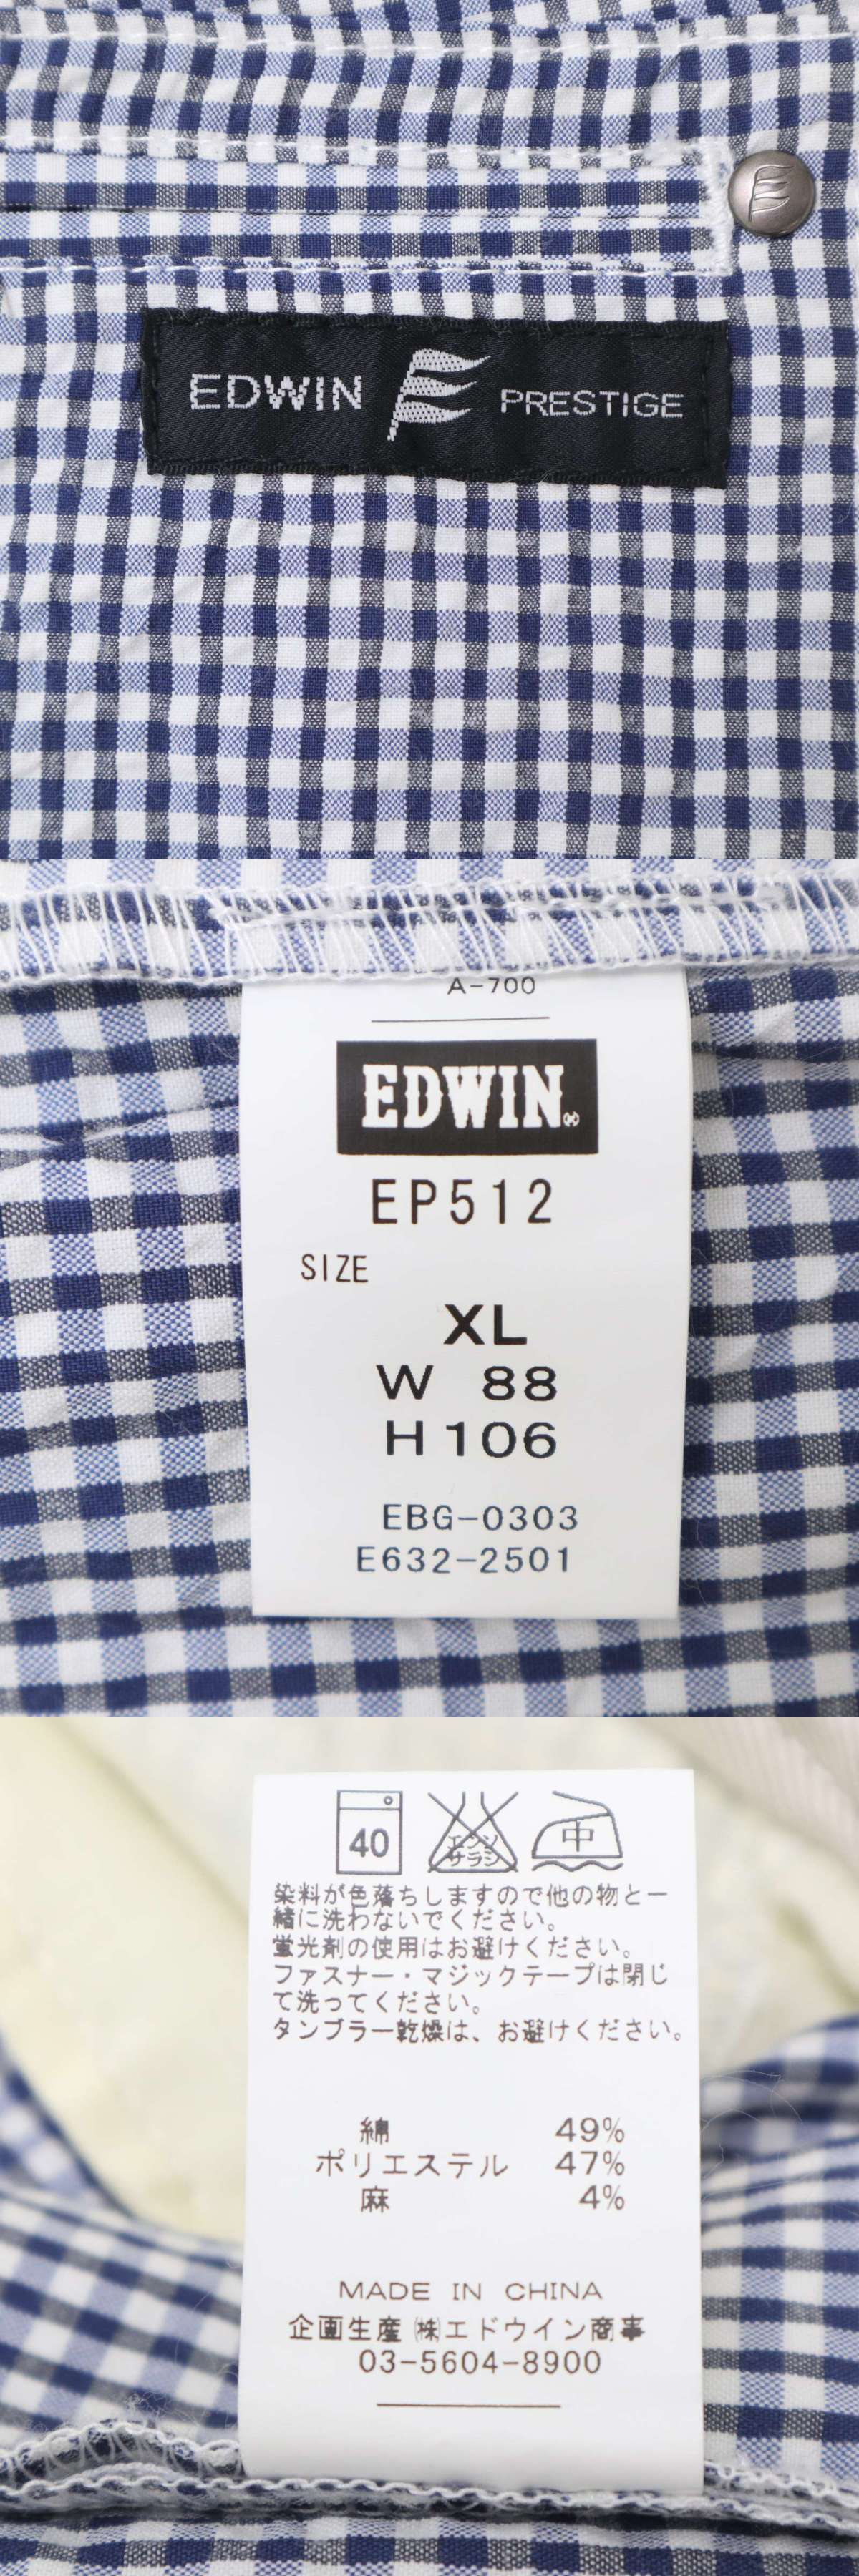 EDWIN PRESTIGE
A-700
EDWIN
EP512
SIZE
XL
W 88
H106
EBG-0303
E632-2501
40 エンソサラシ 中
染料が色落ちしますので他の物と一
緒に洗わないでください。
蛍光剤の使用はお避けください。
ファスナー・マジックテープは閉じ
て洗ってください。
タンブラー乾燥は、お避けください。
綿 49%
ポリエステル 47%
麻 4%
MADE IN CHINA
企画生産 ㈱エドウイン商事
03-5604-8900